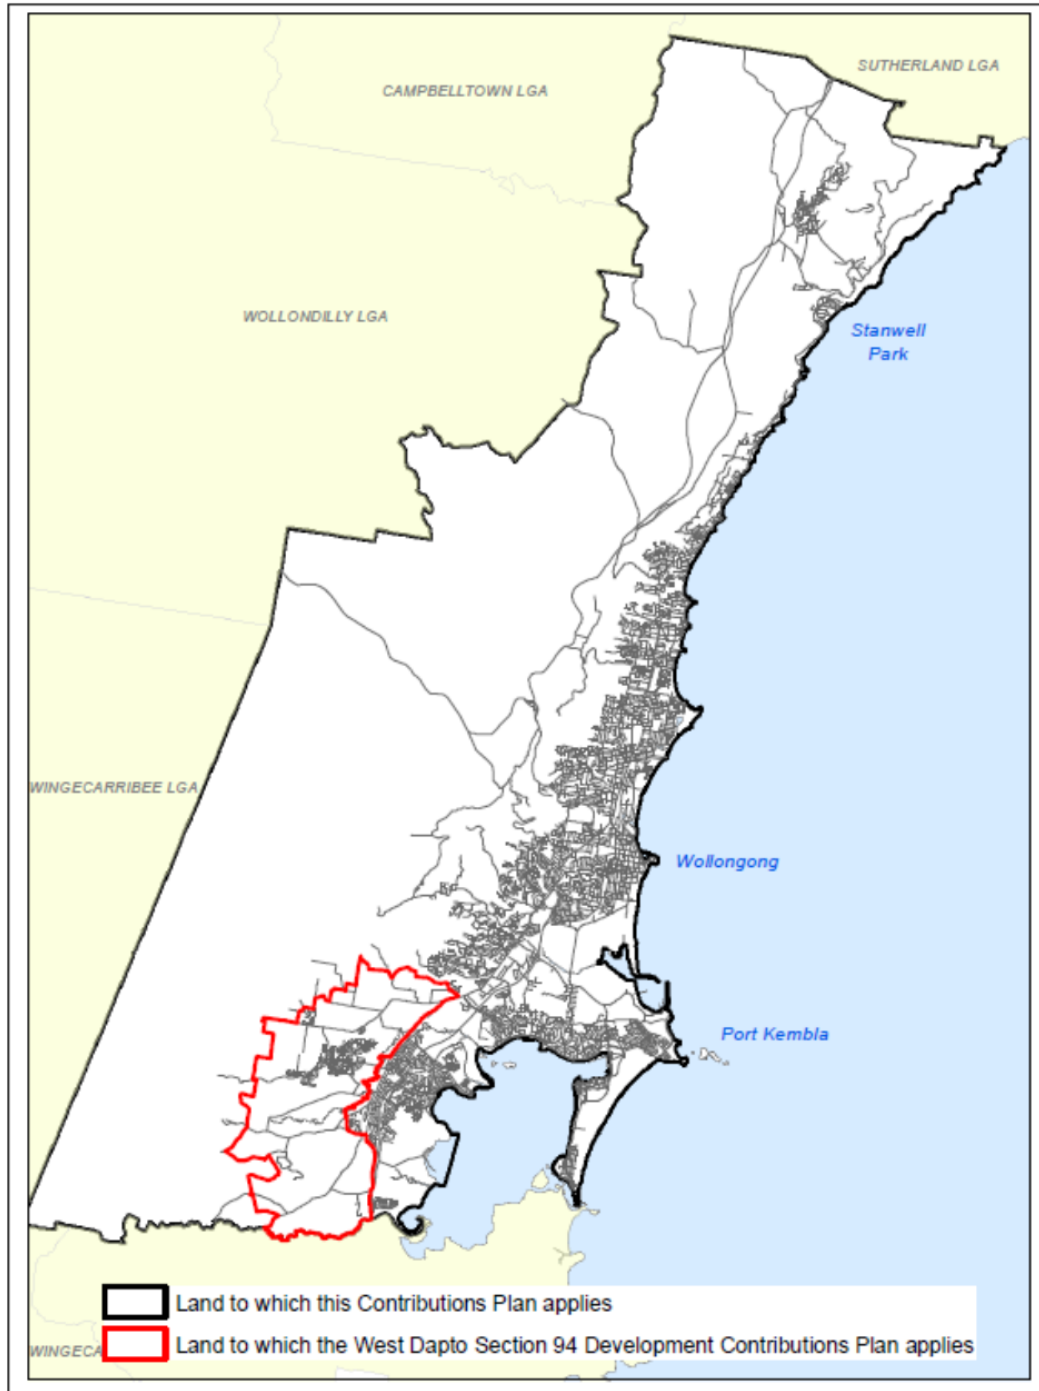 SUTHERLAND LGA
CAMPBELLTOWN LGA
WOLLONDILLY LGA
Stanwell
Park
WINGECARRIBEE LGA
Wollongong
Port Kembla
Land to which this Contributions Plan applies
Land to which the West Dapto Section 94 Development Contributions Plan applies
WINGECA